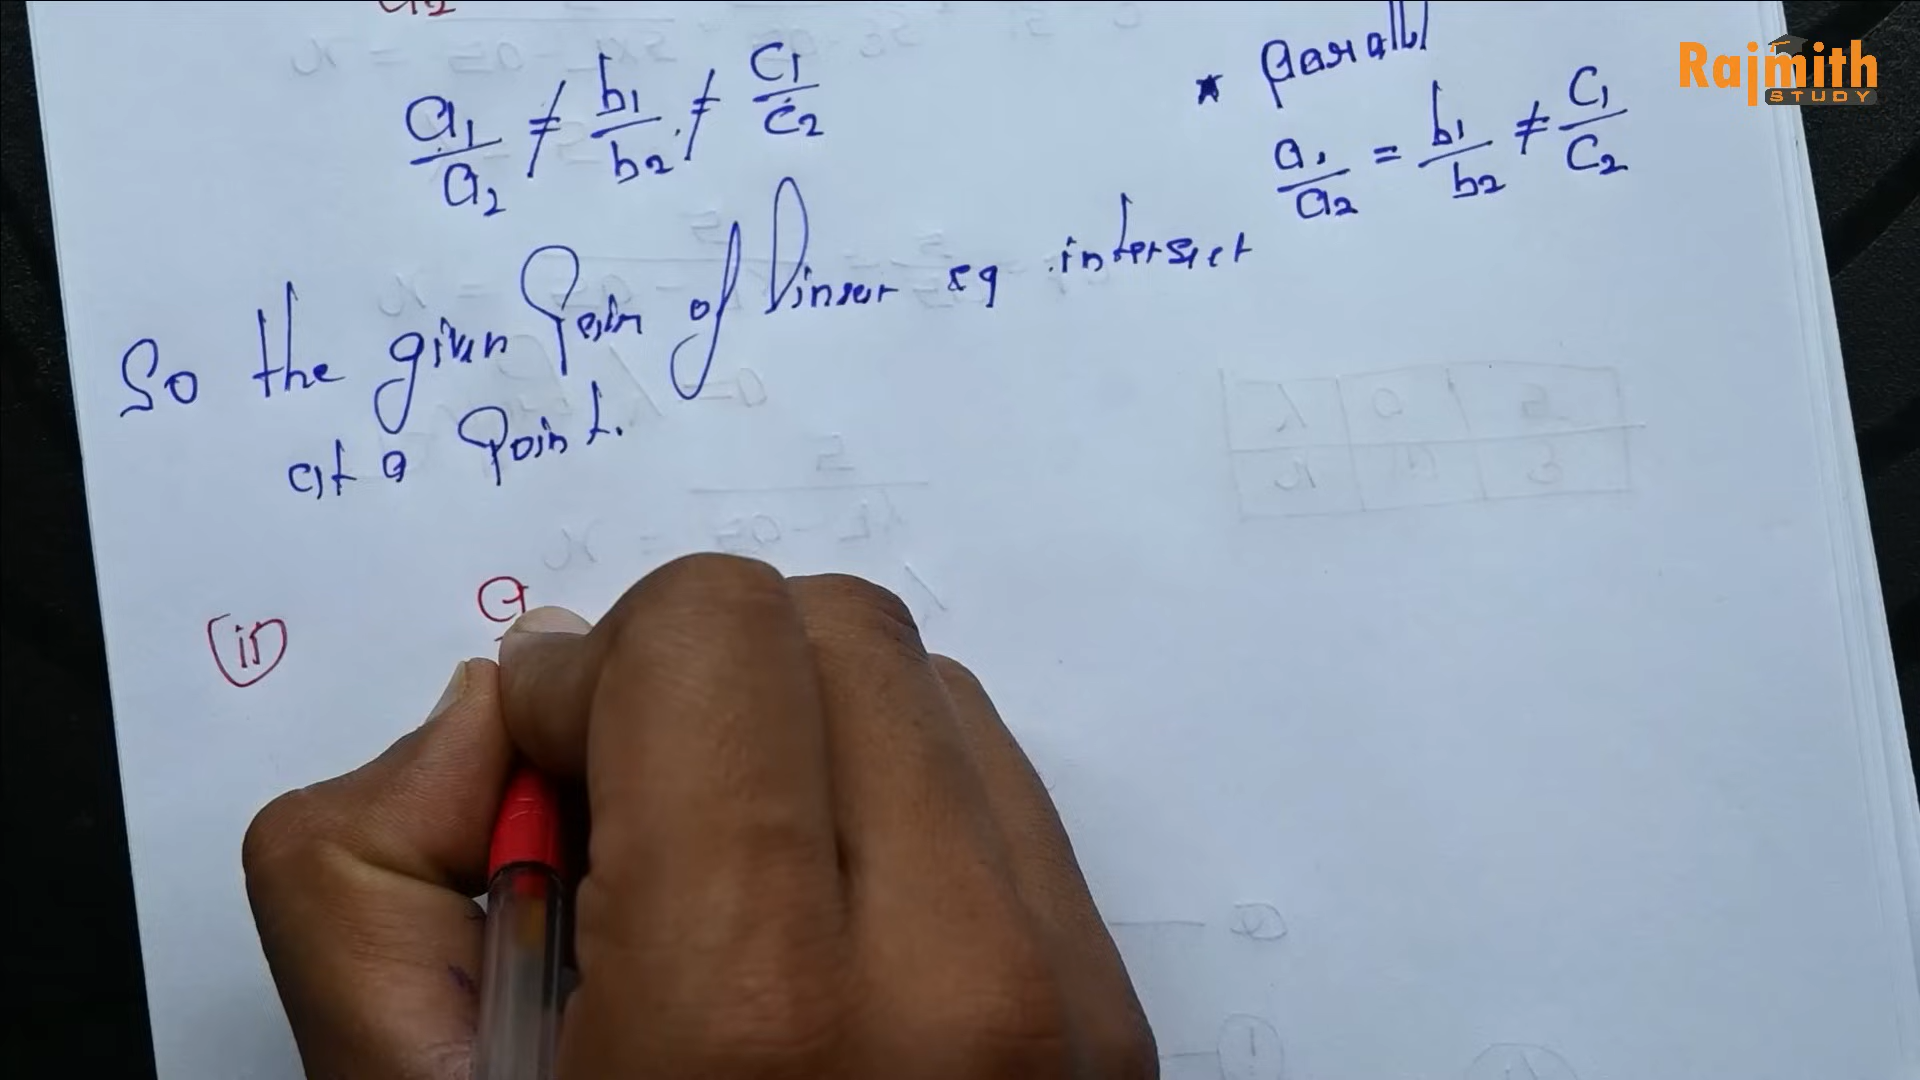 a₂
a₁/a₂ ≠ b₁/b₂ ≠ c₁/c₂
* Parallel
a₁/a₂ = b₁/b₂ ≠ c₁/c₂
So the given Pair of linear eq intersect
at a Point.
(ii) a
Rajmith
STUDY